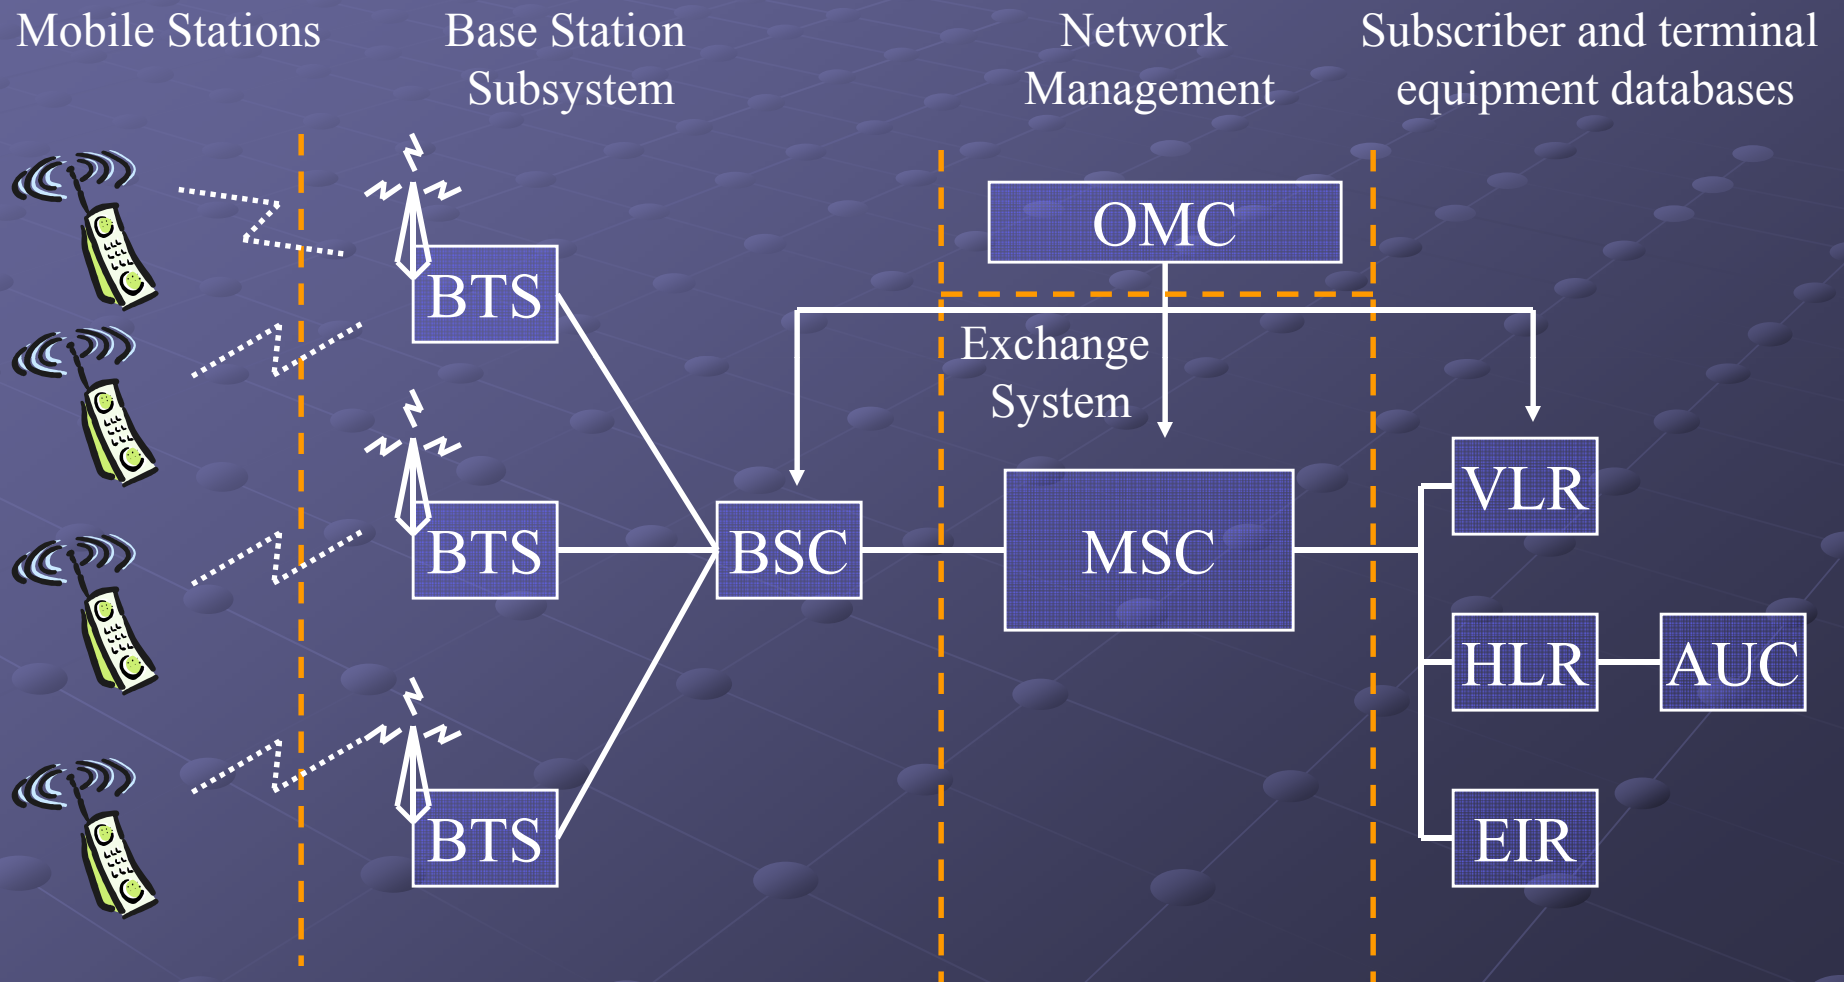 Mobile Stations
Base Station
Subsystem
Network
Management
Subscriber and terminal
equipment databases
OMC
BTS
Exchange
System
VLR
BTS
BSC
MSC
HLR
AUC
BTS
EIR